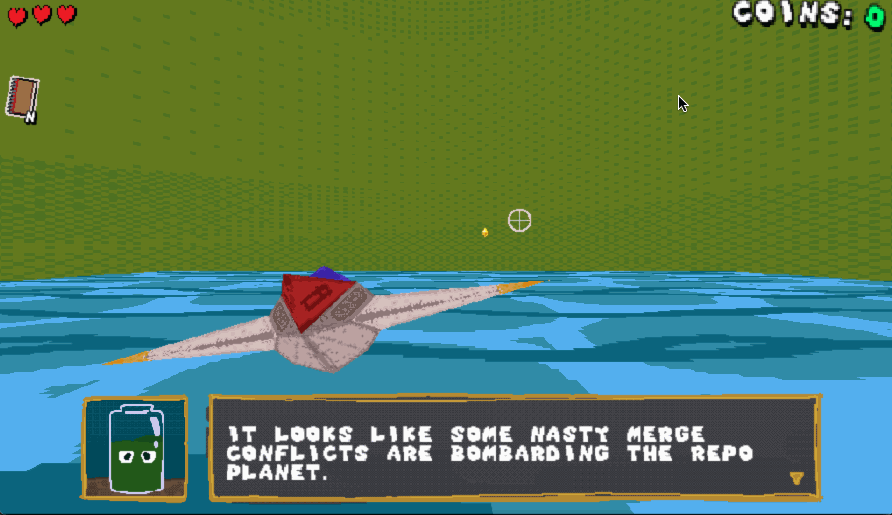 COINS: 0
N
IT LOOKS LIKE SOME NASTY MERGE
CONFLICTS ARE BOMBARDING THE REPO
PLANET.